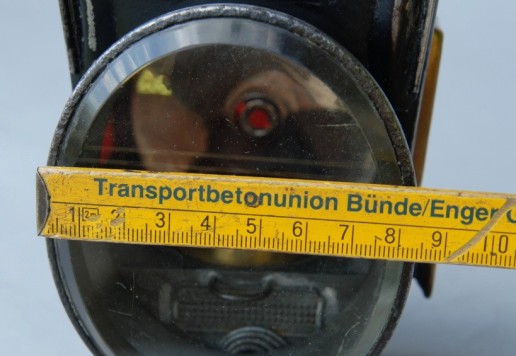 Transportbetonunion Bünde/Enger
1 2 3 4 5 6 7 8 9 10